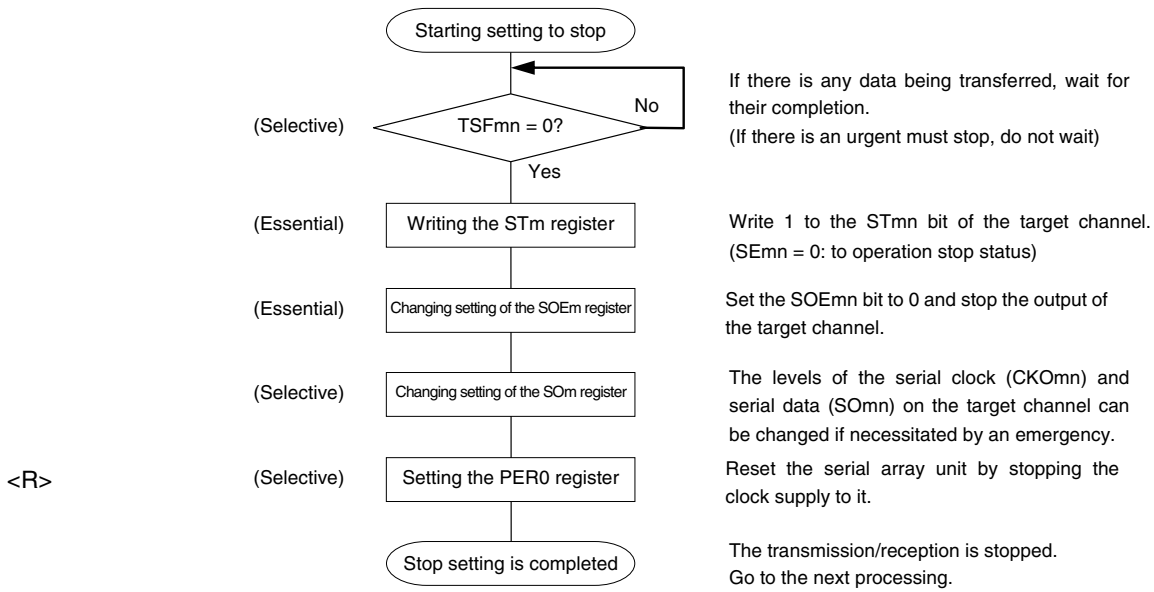 Starting setting to stop
No
If there is any data being transferred, wait for
their completion.
(If there is an urgent must stop, do not wait)
(Selective)
TSFmn = 0?
Yes
(Essential)
Writing the STm register
Write 1 to the STmn bit of the target channel.
(SEmn = 0: to operation stop status)
(Essential)
Changing setting of the SOEm register
Set the SOEmn bit to 0 and stop the output of
the target channel.
(Selective)
Changing setting of the SOm register
The levels of the serial clock (CKOmn) and
serial data (SOmn) on the target channel can
be changed if necessitated by an emergency.
<R>
(Selective)
Setting the PER0 register
Reset the serial array unit by stopping the
clock supply to it.
Stop setting is completed
The transmission/reception is stopped.
Go to the next processing.